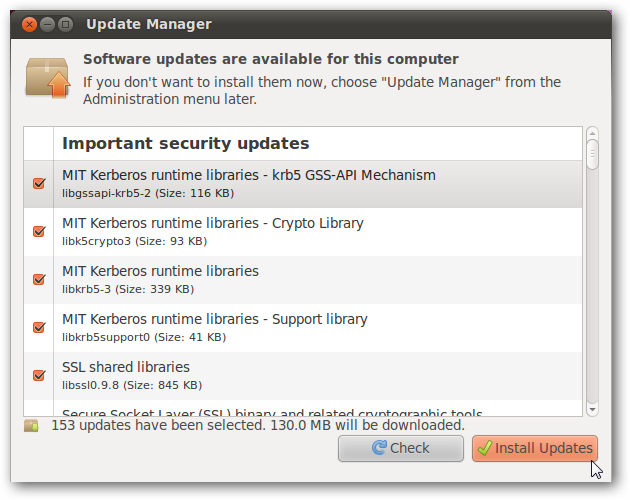 Update Manager
Software updates are available for this computer
If you don't want to install them now, choose "Update Manager" from the
Administration menu later.
Important security updates
MIT Kerberos runtime libraries - krb5 GSS-API Mechanism
libgssapi-krb5-2 (Size: 116 KB)
MIT Kerberos runtime libraries - Crypto Library
libk5crypto3 (Size: 93 KB)
MIT Kerberos runtime libraries
libkrb5-3 (Size: 339 KB)
MIT Kerberos runtime libraries - Support library
libkrb5support0 (Size: 41 KB)
SSL shared libraries
libssl0.9.8 (Size: 845 KB)
Secure Socket Layer (SSL) binary and related cryptographic tools
153 updates have been selected. 130.0 MB will be downloaded.
Check
Install Updates